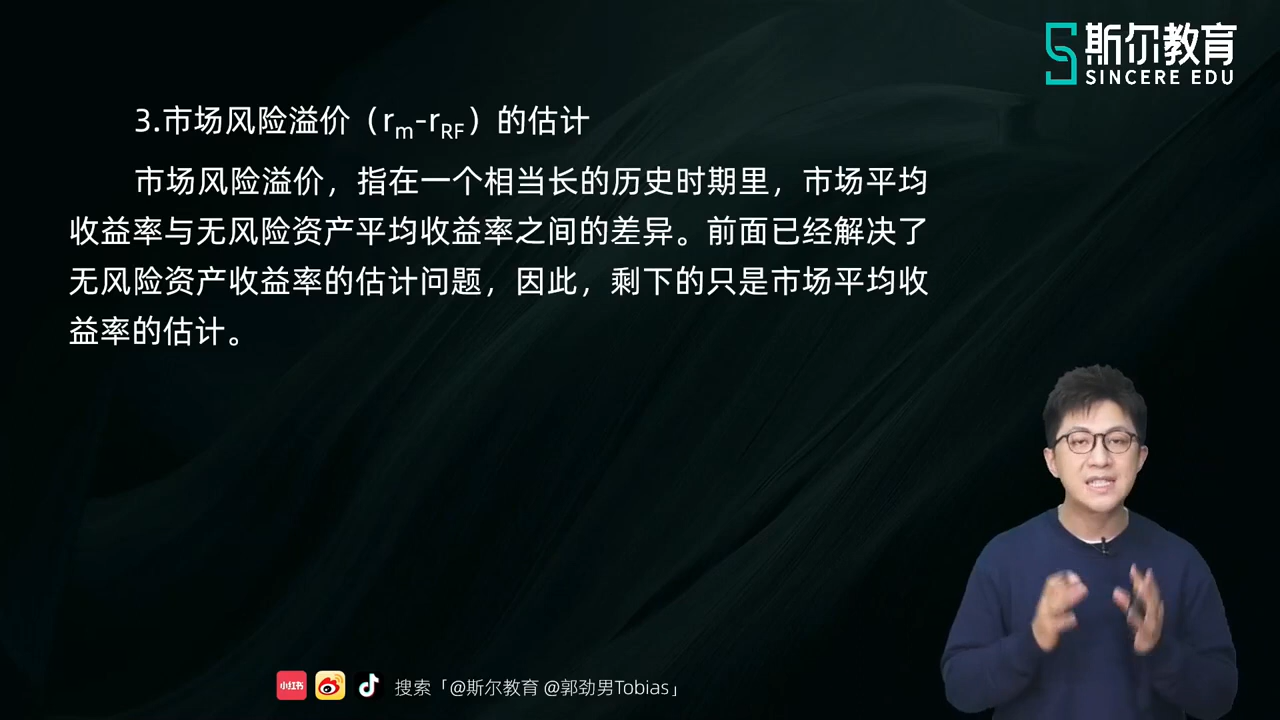 斯尔教育
SINCERE EDU
3.市场风险溢价（rm-rRF）的估计
市场风险溢价，指在一个相当长的历史时期里，市场平均
收益率与无风险资产平均收益率之间的差异。前面已经解决了
无风险资产收益率的估计问题，因此，剩下的只是市场平均收
益率的估计。
小红书
搜索「@斯尔教育 @郭劲男Tobias」